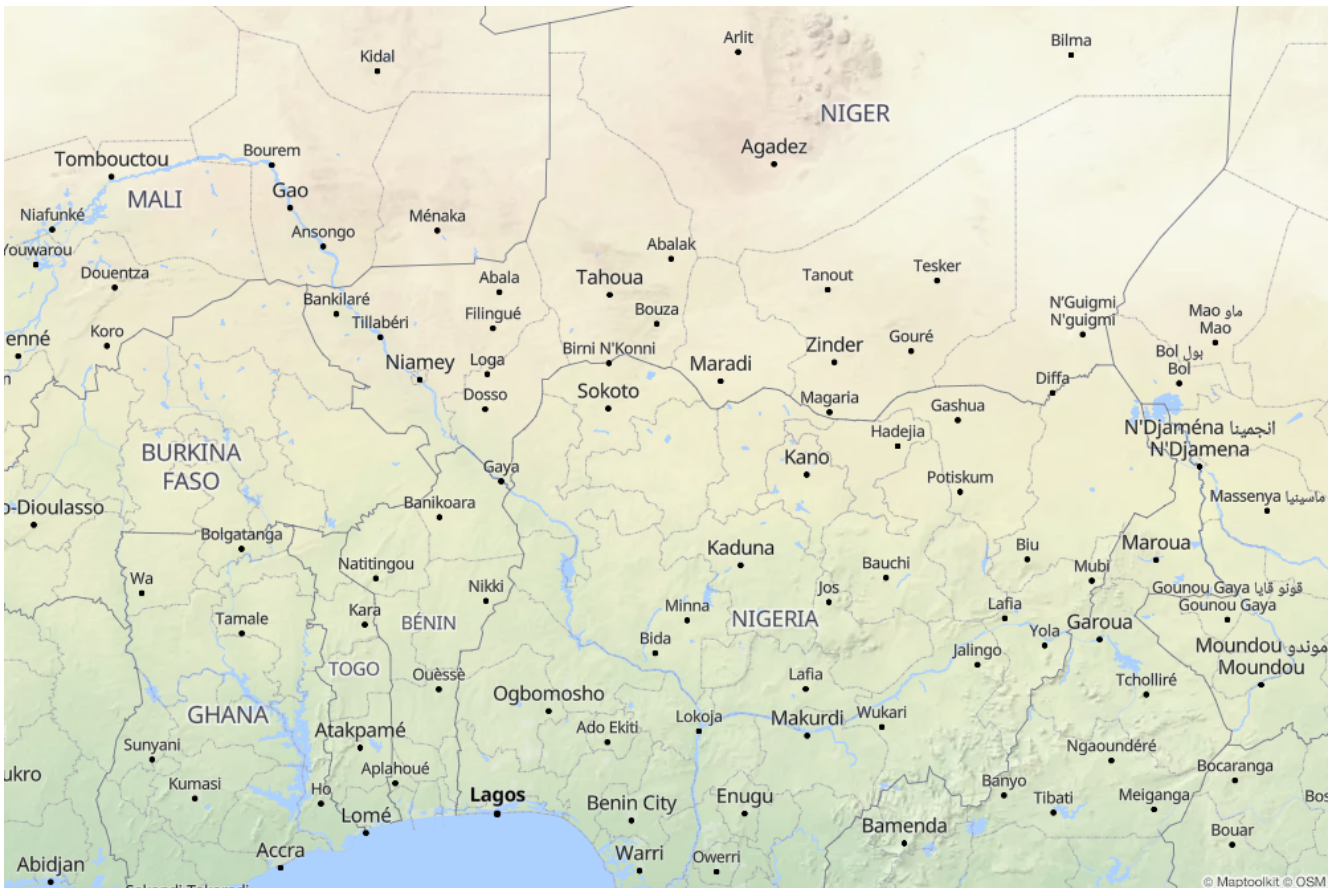 Arlit
Bilma
Kidal
NIGER
Agadez
Bourem
Tombouctou
Gao
MALI
Niafunké
Ménaka
Ansongo
Youwarou
Abalak
Douentza
Abala
Tahoua
Tanout
Tesker
Bankilaré
Filingué
Bouza
N'Guigmi
N'guigmi
Mao ماو
Mao
Tillabéri
Koro
enné
Gouré
Zinder
Birni N'Konni
Bol بول
Bol
Niamey
Loga
Maradi
Diffa
Dosso
Sokoto
Magaria
Gashua
N'Djaména انجمينا
N'Djamena
Hadejia
BURKINA
FASO
Kano
Gaya
Potiskum
Massenya ماسينيا
Banikoara
o-Dioulasso
Bolgatanga
Kaduna
Biu
Maroua
Natitingou
Bauchi
Mubi
Wa
Nikki
Jos
Gounou Gaya قونو قايا
Gounou Gaya
Minna
Lafia
Kara
Tamale
BÉNIN
NIGERIA
Garoua
Bida
Yola
Moundou موندو
Moundou
Jalingo
TOGO
Ouèssè
Lafia
Tcholliré
Ogbomosho
GHANA
Lokoja
Makurdi
Wukari
Atakpamé
Ado Ekiti
Sunyani
Ngaoundéré
ukro
Aplahoué
Bocaranga
Kumasi
Ho
Lagos
Benin City
Enugu
Banyo
Tibati
Meiganga
Bos
Lomé
Bamenda
Bouar
Accra
Warri
Owerri
Abidjan
Sekondi-Takoradi
© Maptoolkit © OSM